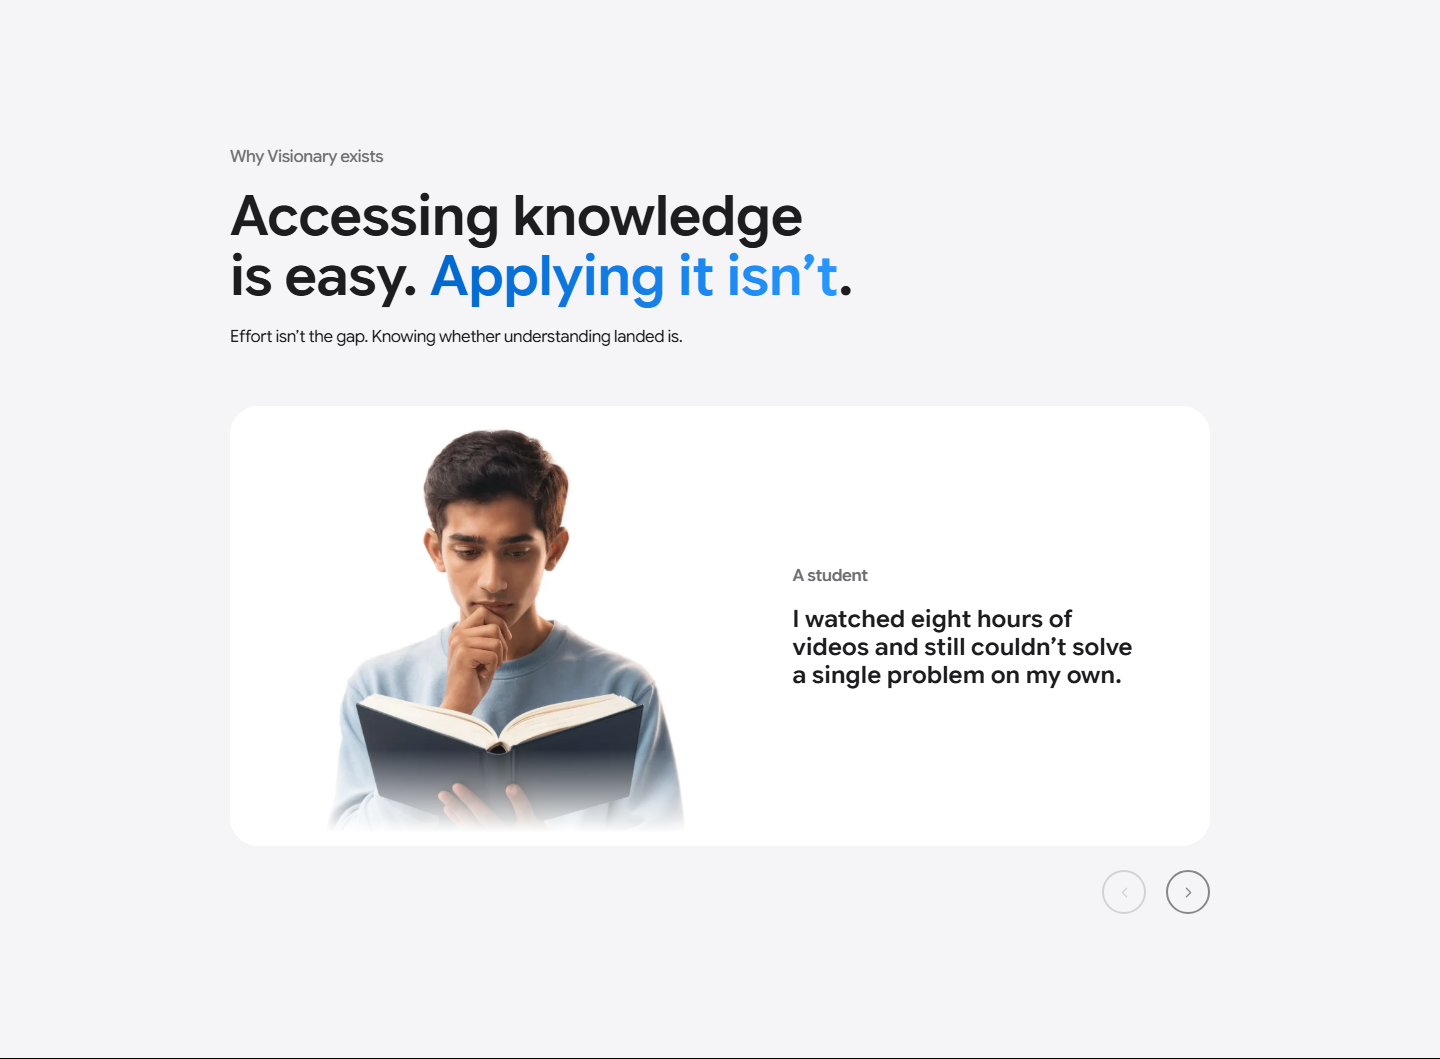 Why Visionary exists
Accessing knowledge
is easy. Applying it isn’t.
Effort isn’t the gap. Knowing whether understanding landed is.
A student
I watched eight hours of
videos and still couldn’t solve
a single problem on my own.